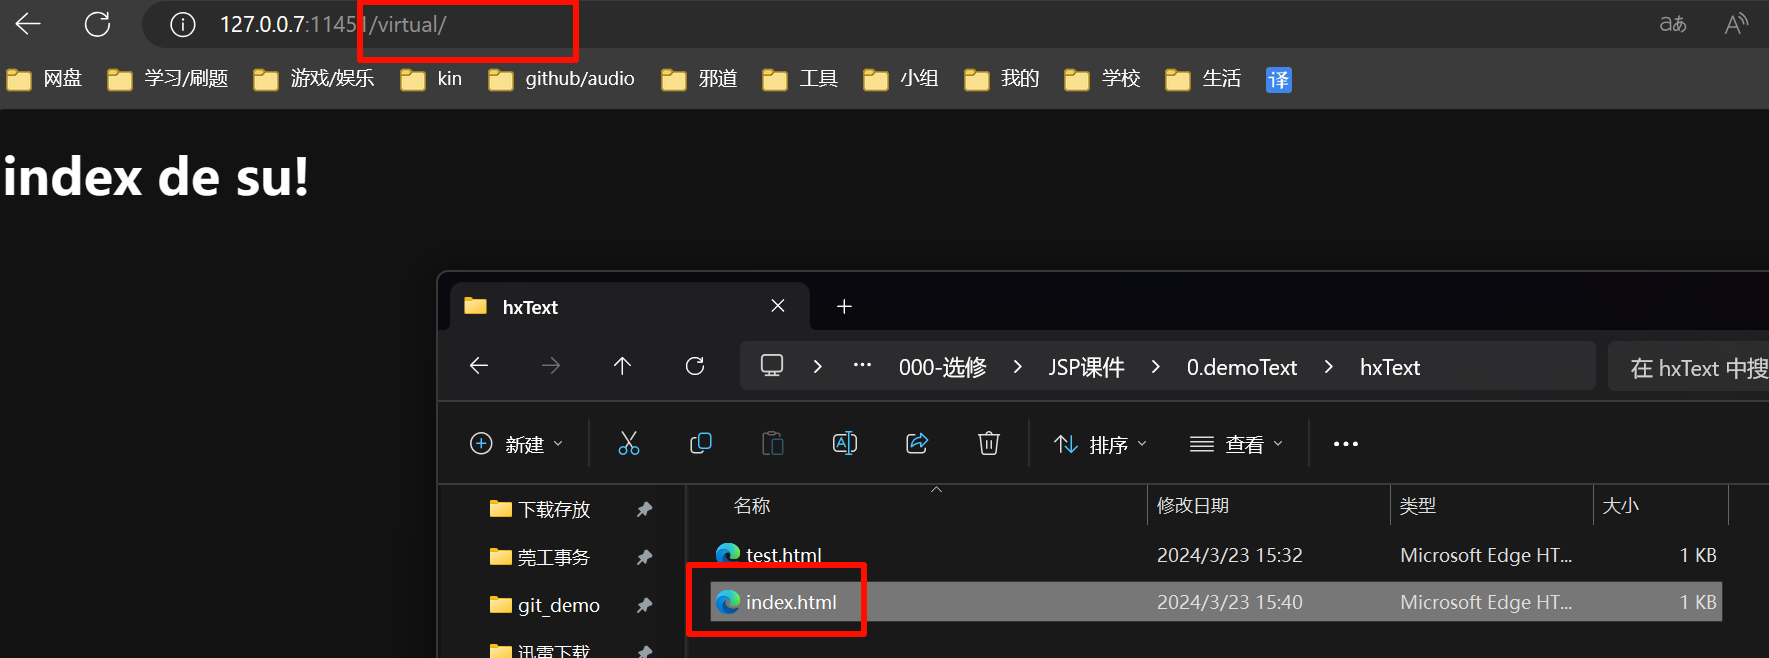 127.0.0.7:11451/virtual/
aあ A
网盘 学习/刷题 游戏/娱乐 kin github/audio 邪道 工具 小组 我的 学校 生活 译
index de su!
hxText
000-选修 JSP课件 0.demoText hxText 在 hxText 中搜
新建 A 排序 查看
名称 修改日期 类型 大小
下载存放
test.html 2024/3/23 15:32 Microsoft Edge HT... 1 KB
莞工事务
index.html 2024/3/23 15:40 Microsoft Edge HT... 1 KB
git_demo
迅雷下载